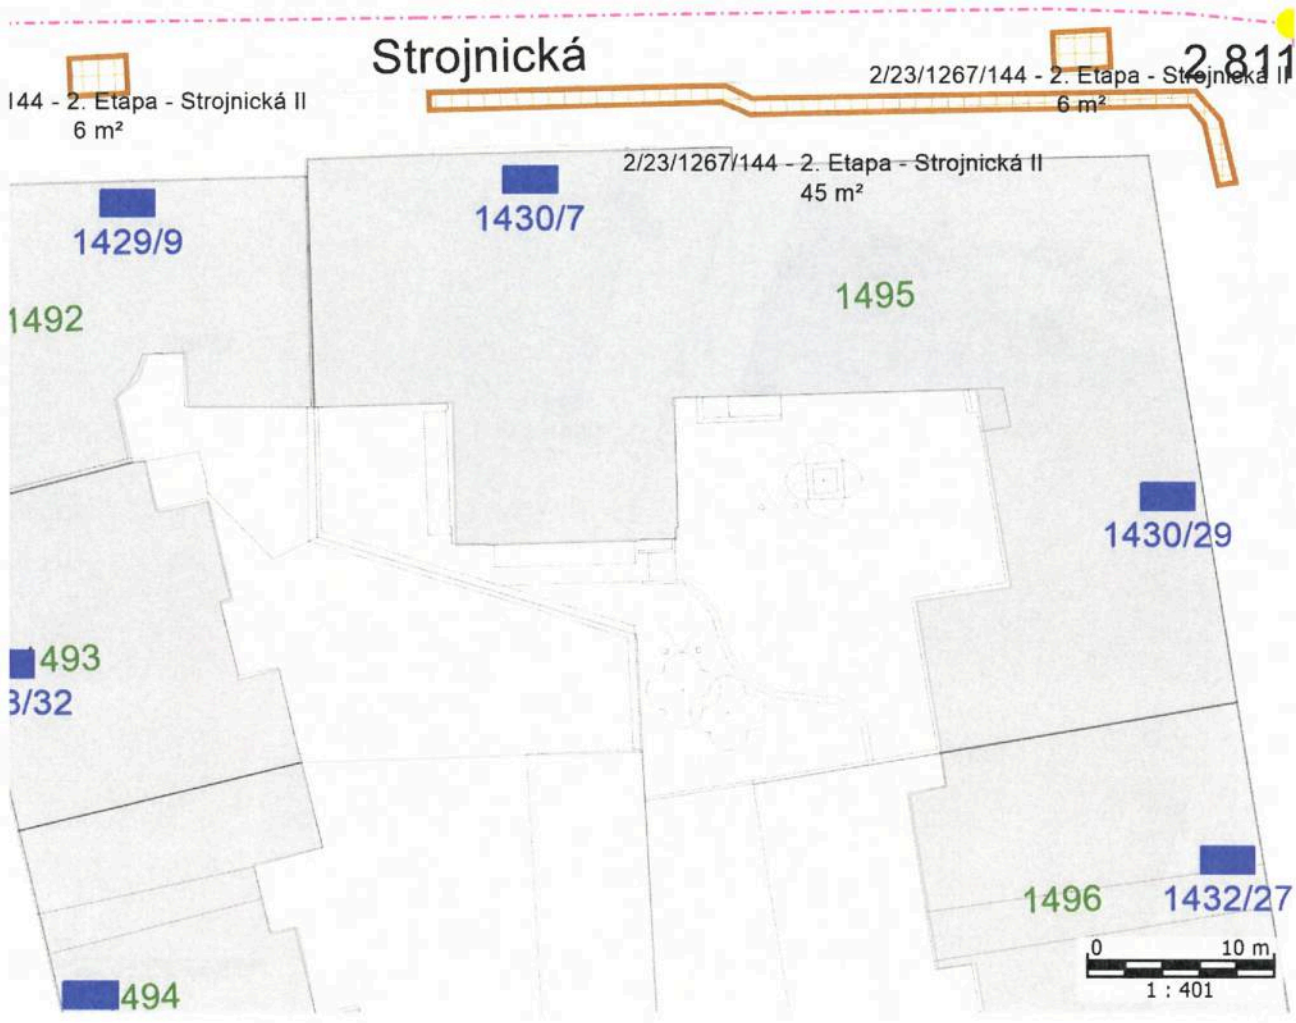 Strojnická
2 811
2/23/1267/144 - 2. Etapa - Strojnická II
6 m²
144 - 2. Etapa - Strojnická II
6 m²
2/23/1267/144 - 2. Etapa - Strojnická II
45 m²
1429/9
1430/7
1492
1495
1430/29
493
3/32
1496
1432/27
494
0 10 m
1 : 401